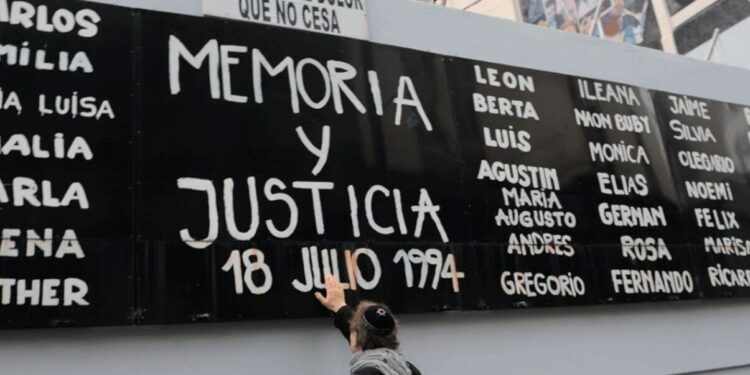 QUE NO CESA
ARLOS
MILIA
LUISA
ALIA
ARLA
ENA
THER
MEMORIA
Y
JUSTICIA
18 JULIO 1994
LEON
BERTA
LUIS
AGUSTIN
MARIA
AUGUSTO
ANDRES
GREGORIO
ILEANA
NAON BUBY
MONICA
ELIAS
GERMAN
ROSA
FERNANDO
JAIME
SILVIA
OLEGARIO
NOEMI
FELIX
MARISA
RICAR